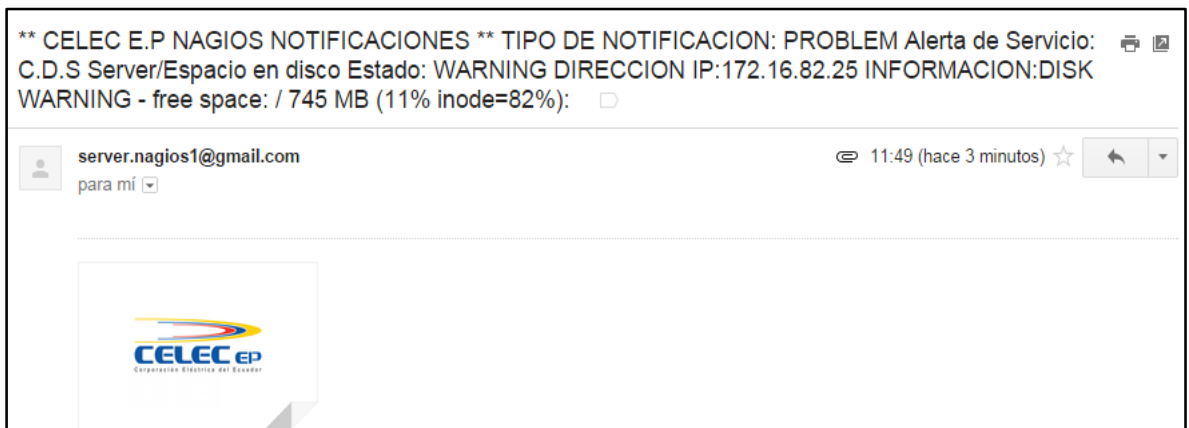 ** CELEC E.P NAGIOS NOTIFICACIONES ** TIPO DE NOTIFICACION: PROBLEM Alerta de Servicio:
C.D.S Server/Espacio en disco Estado: WARNING DIRECCION IP:172.16.82.25 INFORMACION:DISK
WARNING - free space: / 745 MB (11% inode=82%):
server.nagios1@gmail.com
11:49 (hace 3 minutos)
para mí
CELEC EP
Corporación Eléctrica del Ecuador